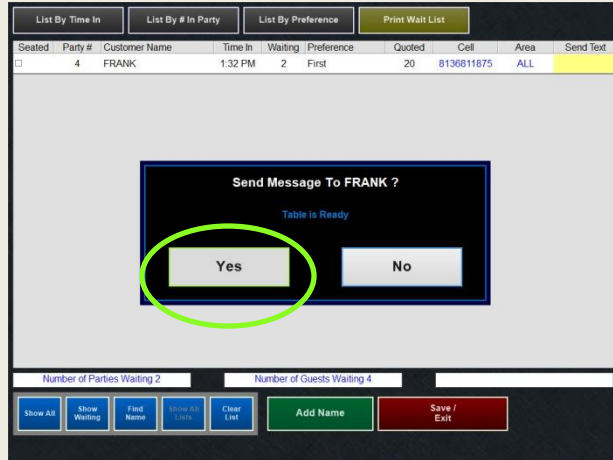 List By Time In List By # In Party List By Preference Print Wait List
Seated Party # Customer Name Time In Waiting Preference Quoted Cell Area Send Text
4 FRANK 1:32 PM 2 First 20 8136811875 ALL
Send Message To FRANK ?
Table is Ready
Yes No
Number of Parties Waiting 2 Number of Guests Waiting 4
Show All Show Waiting Find Name Show All Lists Clear List Add Name Save / Exit